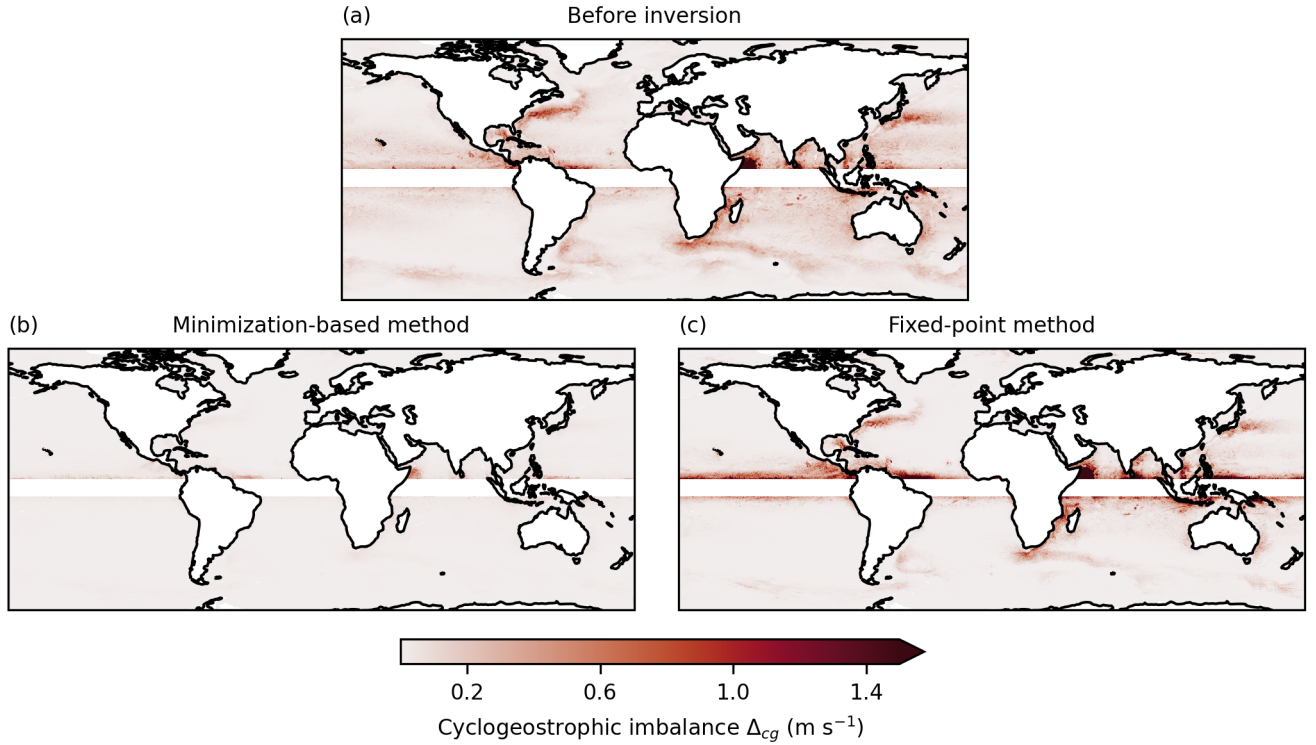 (a) Before inversion
(b) Minimization-based method
(c) Fixed-point method
0.2 0.6 1.0 1.4
Cyclogeostrophic imbalance Δcg (m s⁻¹)